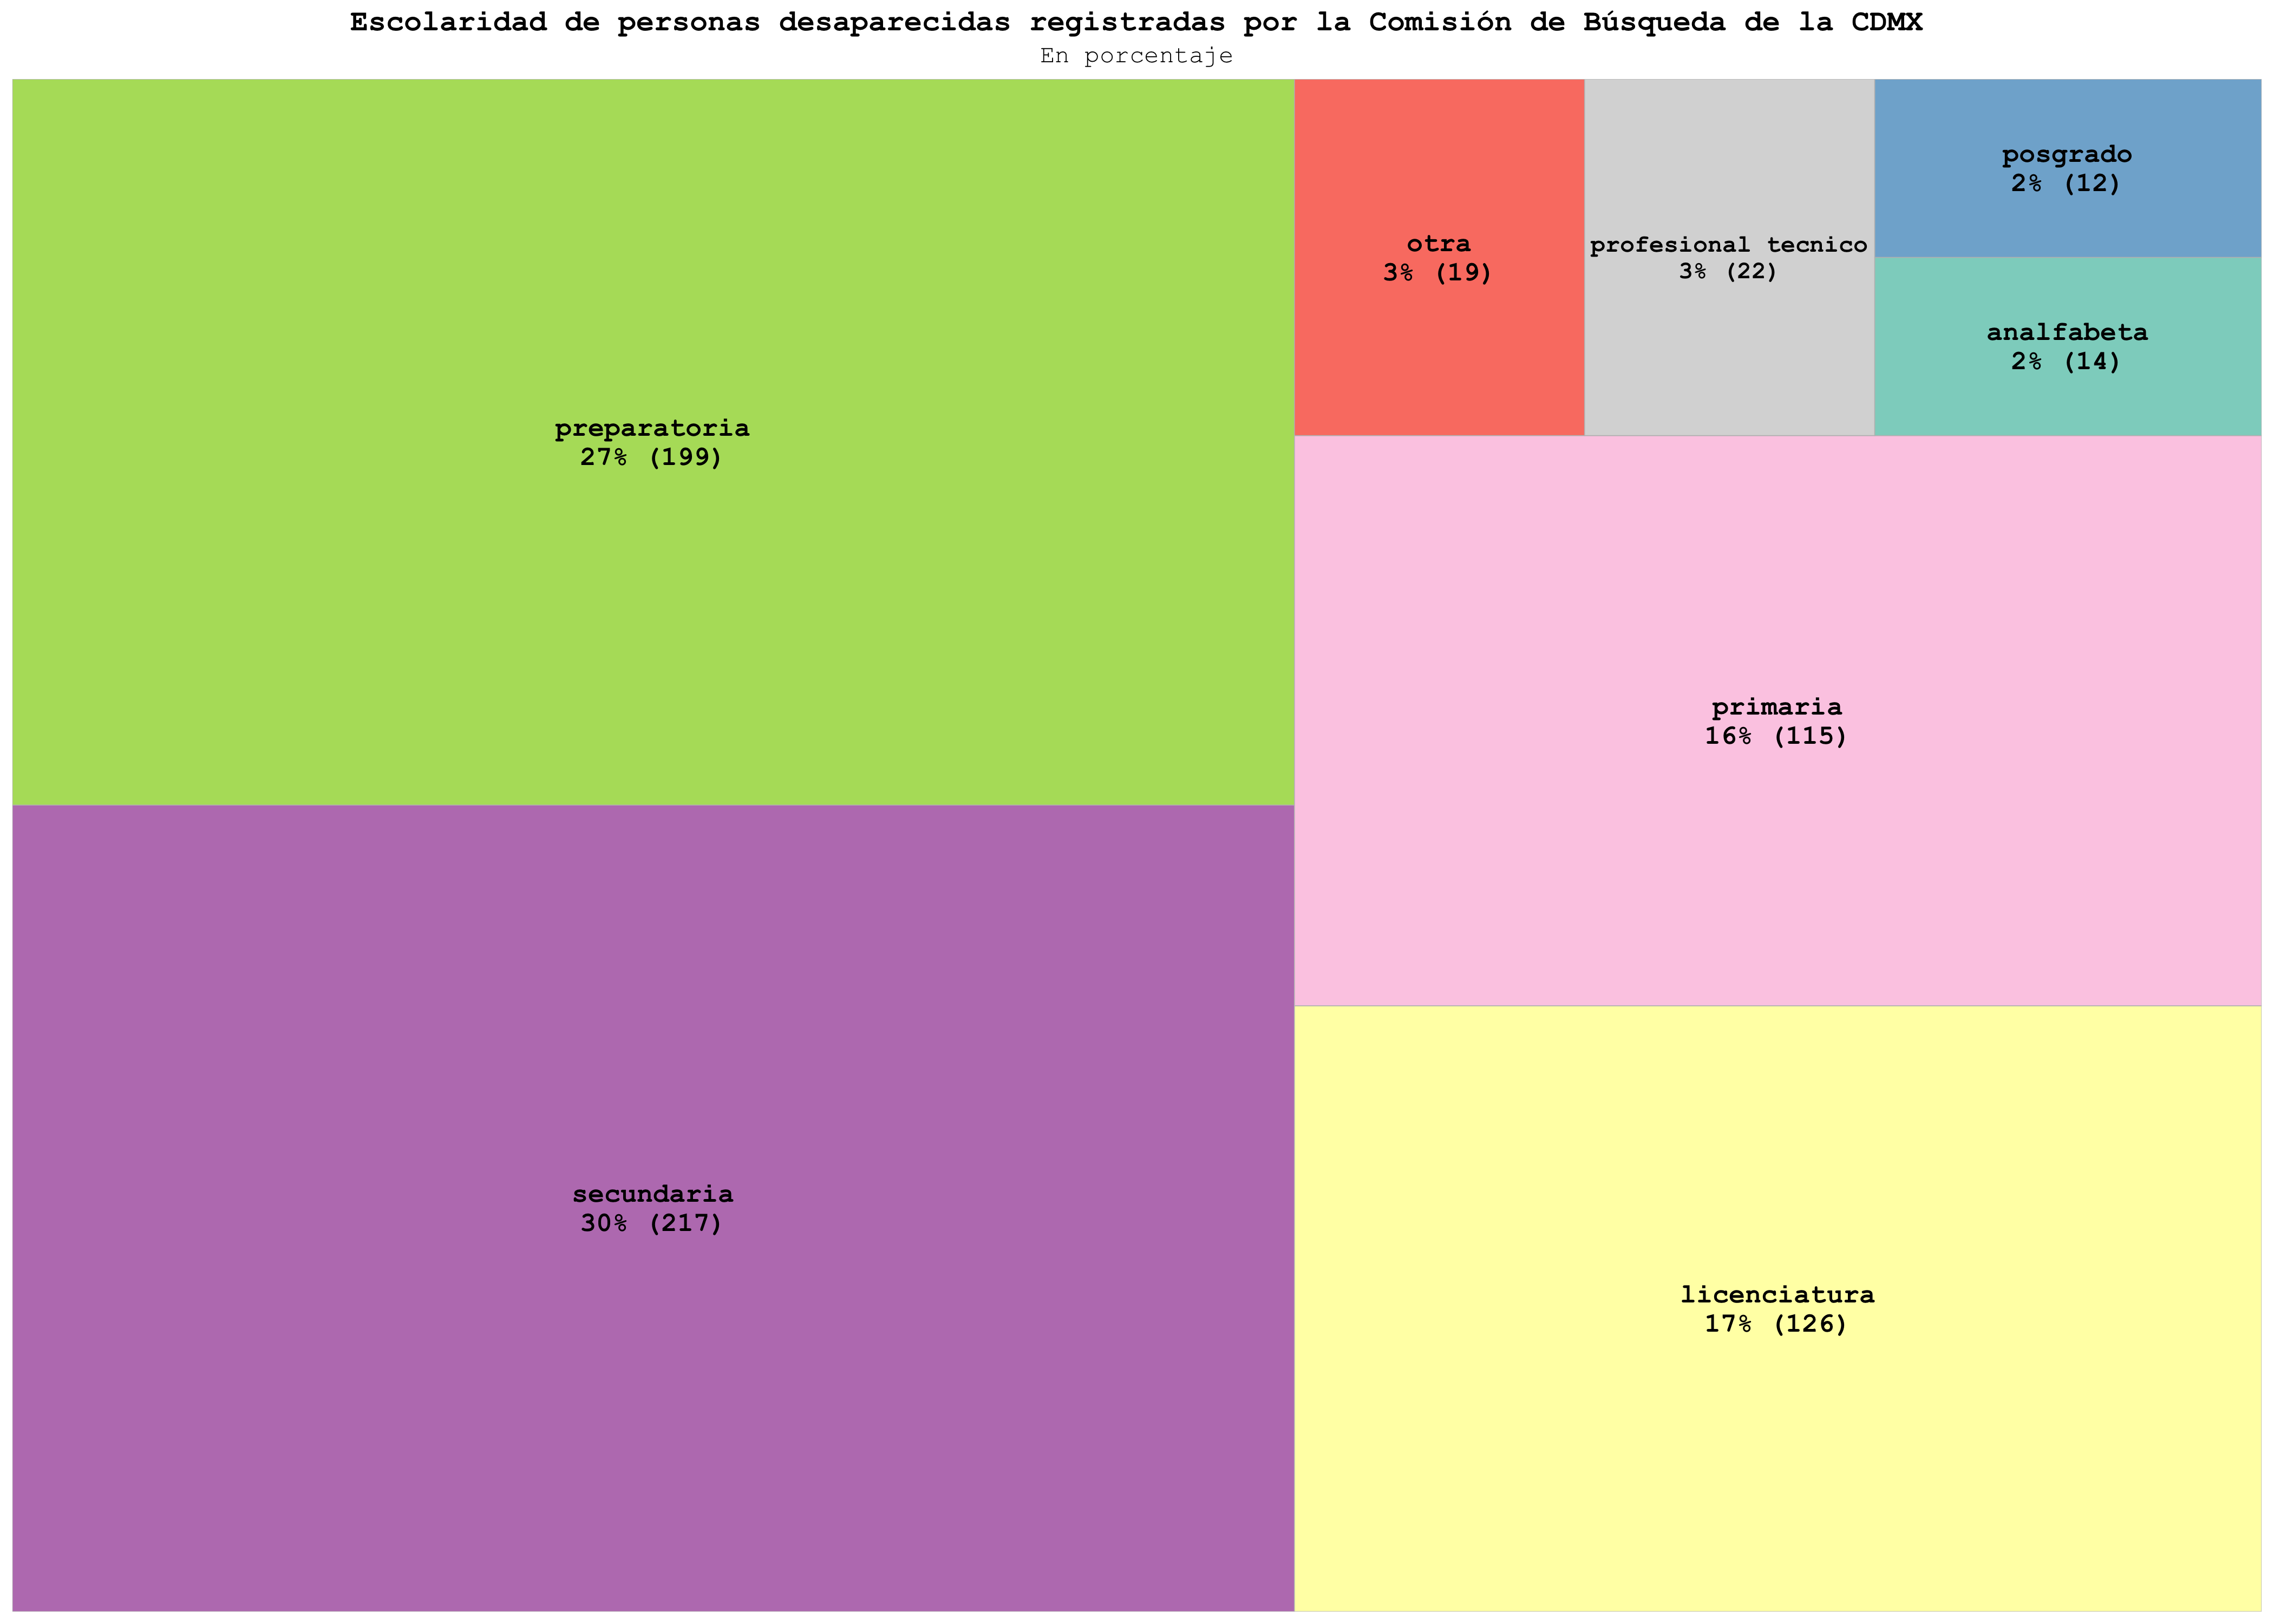 Escolaridad de personas desaparecidas registradas por la Comisión de Búsqueda de la CDMX
En porcentaje
preparatoria
27% (199)
secundaria
30% (217)
otra
3% (19)
profesional tecnico
3% (22)
posgrado
2% (12)
analfabeta
2% (14)
primaria
16% (115)
licenciatura
17% (126)